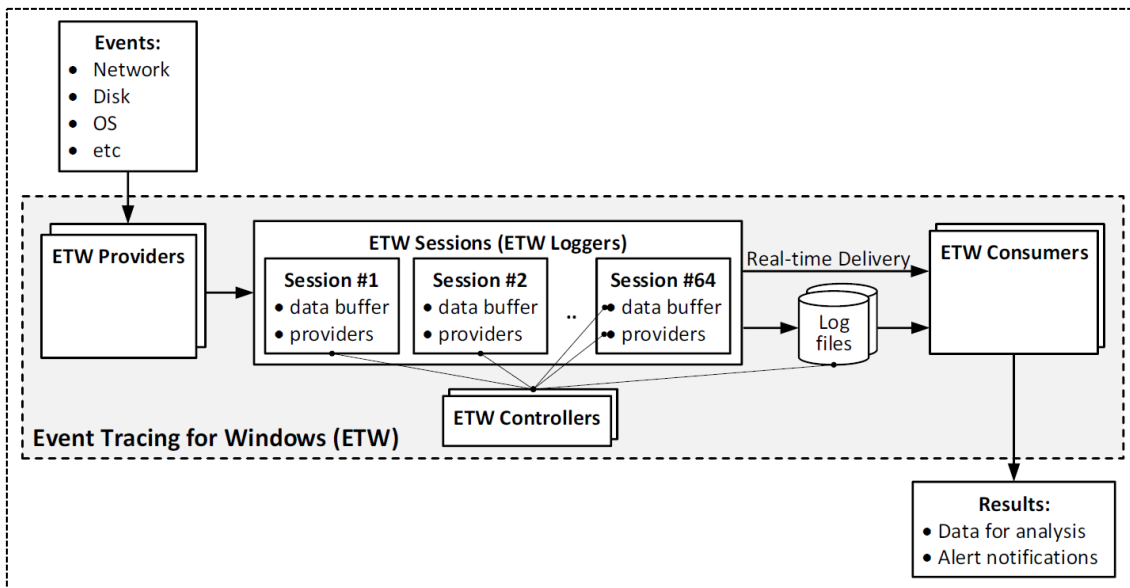 Events:
• Network
• Disk
• OS
• etc
ETW Providers
ETW Sessions (ETW Loggers)
Session #1
• data buffer
• providers
Session #2
• data buffer
• providers
..
Session #64
• data buffer
• providers
Real-time Delivery
Log
files
ETW Consumers
ETW Controllers
Event Tracing for Windows (ETW)
Results:
• Data for analysis
• Alert notifications